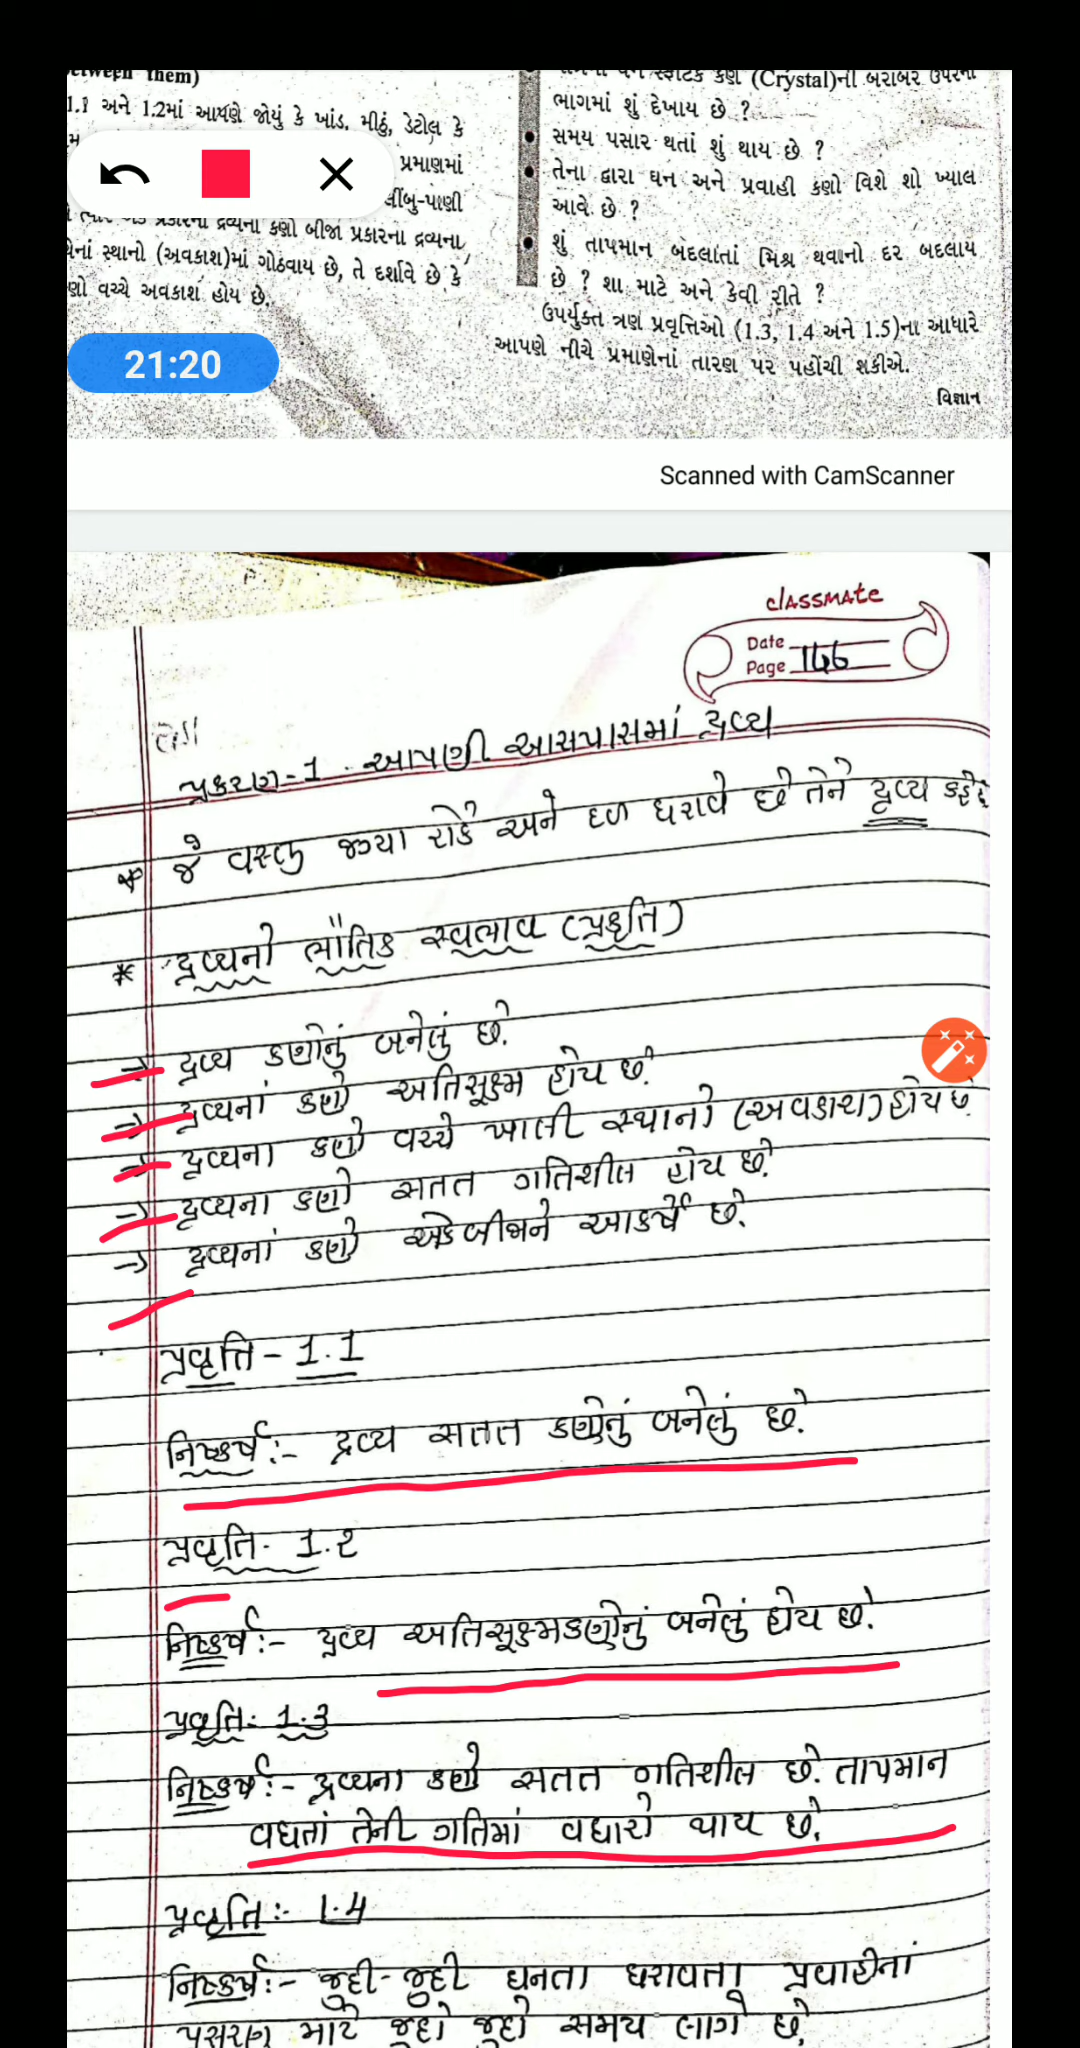 etween them)
1.1 અને 1.2માં આપણે જોયું કે ખાંડ, મીઠું, ડેટોલ કે
પ્રમાણમાં
લીંબુ-પાણી
પ્રકારના દ્રવ્યના કણો બીજા પ્રકારના દ્રવ્યના
સ્થાનો (અવકાશ)માં ગોઠવાય છે, તે દર્શાવે છે કે
વચ્ચે અવકાશ હોય છે.
21:20
ઘન સ્ફટિક કણ (Crystal)ની બરાબર ઉપરના
ભાગમાં શું દેખાય છે ?
● સમય પસાર થતાં શું થાય છે ?
● તેના દ્વારા ઘન અને પ્રવાહી કણો વિશે શો ખ્યાલ
આવે છે ?
● શું તાપમાન બદલાતાં મિશ્ર થવાનો દર બદલાય
છે ? શા માટે અને કેવી રીતે ?
ઉપર્યુક્ત ત્રણ પ્રવૃત્તિઓ (1.3, 1.4 અને 1.5)ના આધારે
આપણે નીચે પ્રમાણેનાં તારણ પર પહોંચી શકીએ.
વિજ્ઞાન
Scanned with CamScanner
classmate
Date
Page 146
પ્રકરણ-1 આપણી આસપાસમાં દ્રવ્ય
* જે વસ્તુ જગ્યા રોકે અને દળ ધરાવે છે તેને દ્રવ્ય કહે છે
* દ્રવ્યનો ભૌતિક સ્વભાવ (પ્રકૃતિ)
→ દ્રવ્ય કણોનું બનેલું છે.
→ દ્રવ્યનાં કણો અતિસૂક્ષ્મ હોય છે.
→ દ્રવ્યના કણો વચ્ચે ખાલી સ્થાનો (અવકાશ) હોય છે.
→ દ્રવ્યના કણો સતત ગતિશીલ હોય છે.
→ દ્રવ્યનાં કણો એકબીજાને આકર્ષે છે.
પ્રવૃત્તિ - 1.1
નિષ્કર્ષ:- દ્રવ્ય સતત કણોનું બનેલું છે.
પ્રવૃત્તિ- 1.૨
નિષ્કર્ષ:- દ્રવ્ય અતિસૂક્ષ્મકણોનું બનેલું હોય છે.
પ્રવૃત્તિ- 1.૩
નિષ્કર્ષ:- દ્રવ્યના કણો સતત ગતિશીલ છે. તાપમાન
વધતાં તેની ગતિમાં વધારો થાય છે.
પ્રવૃત્તિ:- 1.4
નિષ્કર્ષ:- જુદી-જુદી ઘનતા ધરાવતા પ્રવાહીનાં
પ્રસરણ માટે જુદો જુદો સમય લાગે છે.